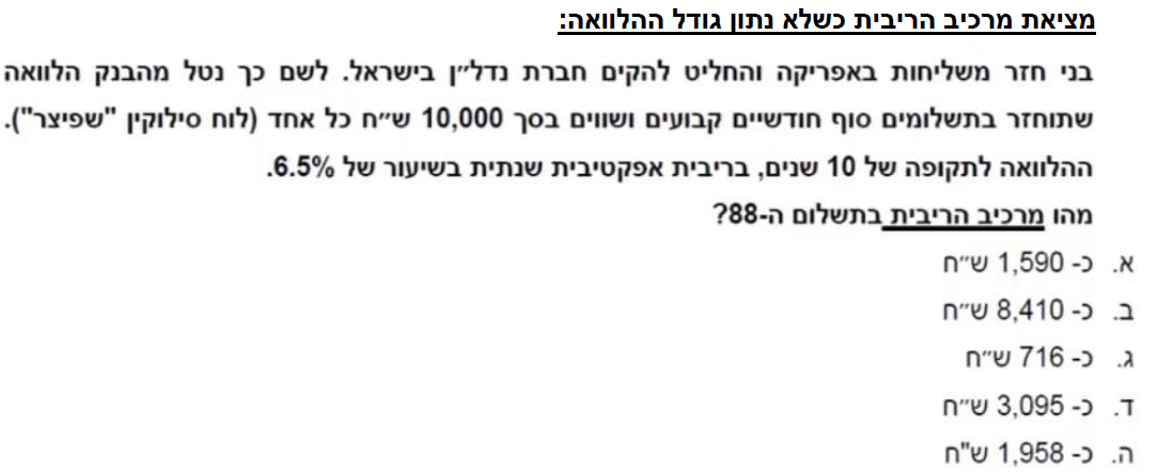 מציאת מרכיב הריבית כשלא נתון גודל ההלוואה:
בני חזר משליחות באפריקה והחליט להקים חברת נדל״ן בישראל. לשם כך נטל מהבנק הלוואה
שתוחזר בתשלומים סוף חודשיים קבועים ושווים בסך 10,000 ש״ח כל אחד (לוח סילוקין "שפיצר").
ההלוואה לתקופה של 10 שנים, בריבית אפקטיבית שנתית בשיעור של 6.5%.
מהו מרכיב הריבית בתשלום ה-88?
א. כ- 1,590 ש״ח
ב. כ- 8,410 ש״ח
ג. כ- 716 ש״ח
ד. כ- 3,095 ש״ח
ה. כ- 1,958 ש"ח